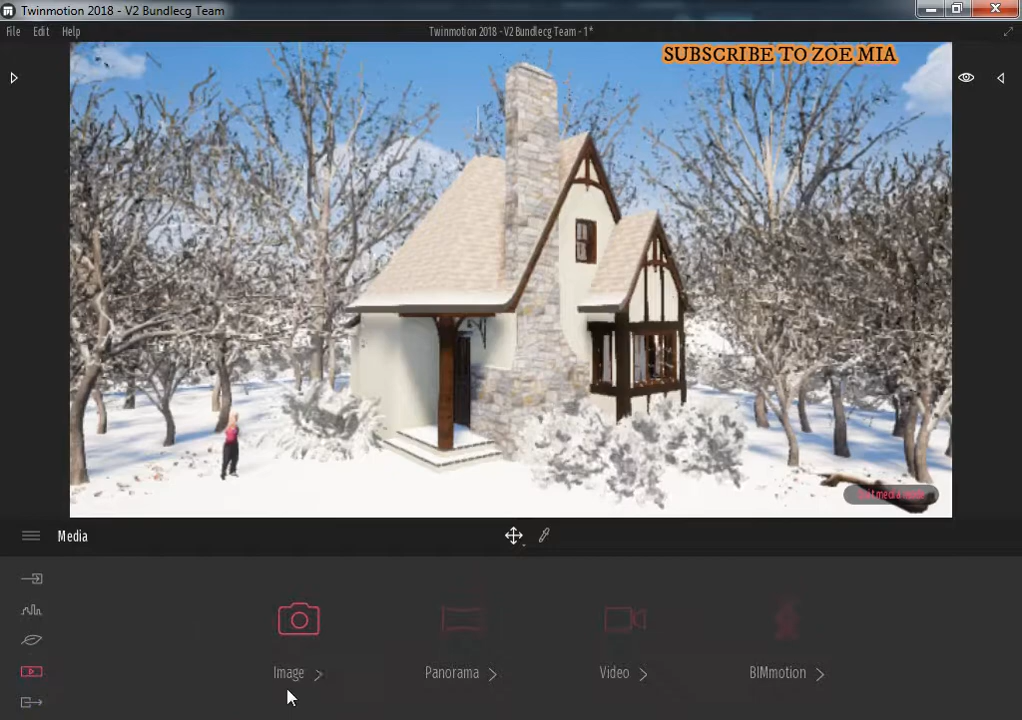 Twinmotion 2018 - V2 Bundlecg Team
File Edit Help
Twinmotion 2018 - V2 Bundlecg Team - 1*
SUBSCRIBE TO ZOE MIA
Media
Image
Panorama
Video
BIMmotion